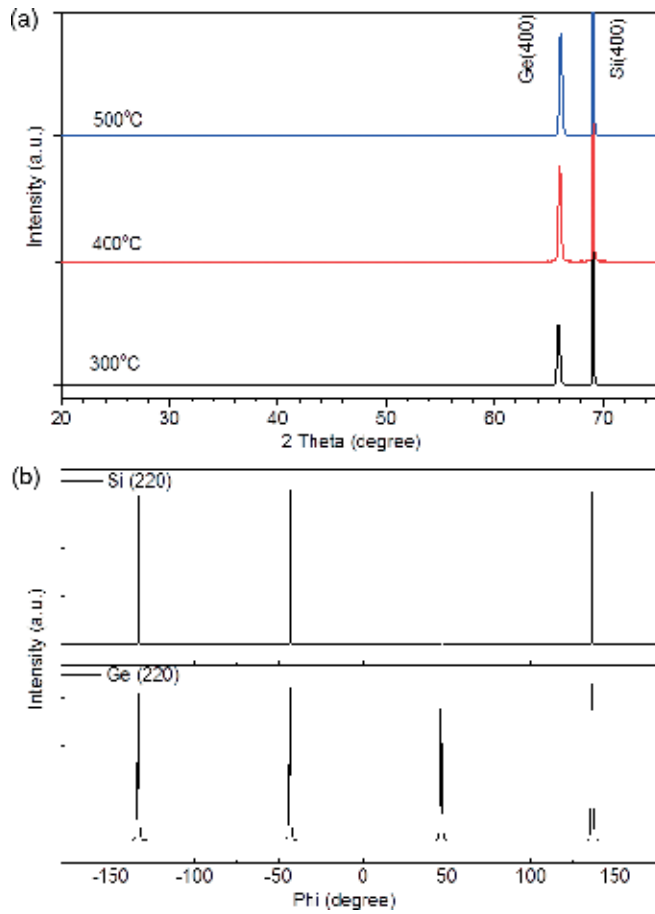 (a)
Ge(400)
Si(400)
500°C
400°C
300°C
Intensity (a.u.)
20 30 40 50 60 70
2 Theta (degree)
(b)
Si (220)
Ge (220)
Intensity (a.u.)
-150 -100 -50 0 50 100 150
Phi (degree)